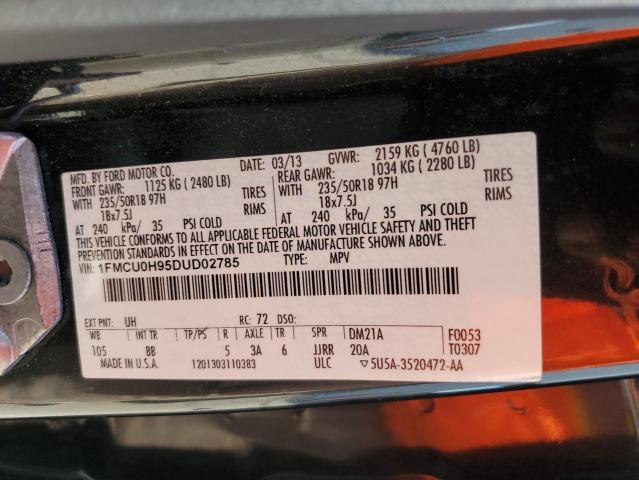 MFD. BY FORD MOTOR CO.
DATE: 03/13 GVWR: 2159 KG ( 4760 LB)
FRONT GAWR: 1125 KG ( 2480 LB) REAR GAWR: 1034 KG ( 2280 LB)
WITH 235/50R18 97H TIRES WITH 235/50R18 97H TIRES
18x7.5J RIMS 18x7.5J RIMS
AT 240 kPa/ 35 PSI COLD AT 240 kPa/ 35 PSI COLD
THIS VEHICLE CONFORMS TO ALL APPLICABLE FEDERAL MOTOR VEHICLE SAFETY AND THEFT
PREVENTION STANDARDS IN EFFECT ON THE DATE OF MANUFACTURE SHOWN ABOVE.
VIN: 1FMCU0H95DUD02785 TYPE: MPV
EXT PNT: UH RC: 72 DSO:
WB INT TR TP/PS R AXLE TR SPR DM21A F0053
105 8B 5 3A 6 JJRR 20A T0307
MADE IN U.S.A. 1201303110383 ULC ▽5U5A-3520472-AA